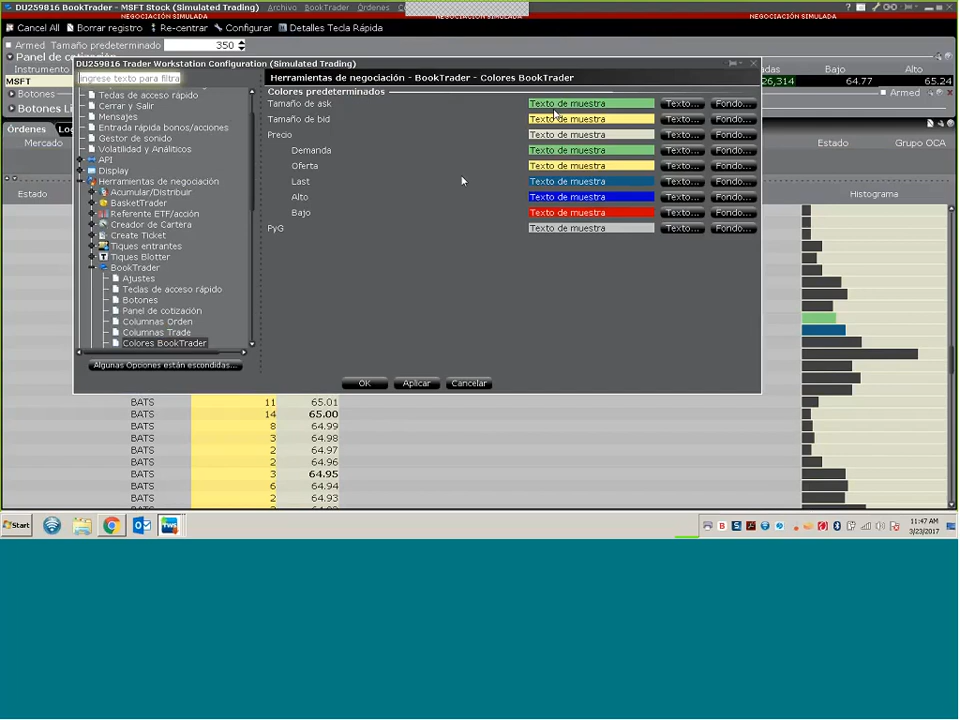 DU259816 BookTrader - MSFT Stock (Simulated Trading) Archivo BookTrader Órdenes
NEGOCIACIÓN SIMULADA NEGOCIACIÓN SIMULADA NEGOCIACIÓN SIMULADA
Cancel All Borrar registro Re-centrar Configurar Detalles Tecla Rápida
Armed Tamaño predeterminado 350
Panel de cotización
Instrumento Bajo Alto
MSFT 26,314 64.77 65.24
Botones Armed
Botones
Órdenes
Mercado Estado Grupo OCA
Estado Histograma
DU259816 Trader Workstation Configuration (Simulated Trading)
ingrese texto para filtra
Teclas de acceso rápido
Cerrar y Salir
Mensajes
Entrada rápida bonos/acciones
Gestor de sonido
Volatilidad y Análiticos
API
Display
Herramientas de negociación
Acumular/Distribuir
BasketTrader
Referente ETF/acción
Creador de Cartera
Create Ticket
Tiques entrantes
Tiques Blotter
BookTrader
Ajustes
Teclas de acceso rápido
Botones
Panel de cotización
Columnas Orden
Columnas Trade
Colores BookTrader
Algunas Opciones están escondidas...
Herramientas de negociación - BookTrader - Colores BookTrader
Colores predeterminados
Tamaño de ask Texto de muestra Texto... Fondo...
Tamaño de bid Texto de muestra Texto... Fondo...
Precio Texto de muestra Texto... Fondo...
Demanda Texto de muestra Texto... Fondo...
Oferta Texto de muestra Texto... Fondo...
Last Texto de muestra Texto... Fondo...
Alto Texto de muestra Texto... Fondo...
Bajo Texto de muestra Texto... Fondo...
PyG Texto de muestra Texto... Fondo...
OK Aplicar Cancelar
BATS 11 65.01
BATS 14 65.00
BATS 8 64.99
BATS 3 64.98
BATS 2 64.97
BATS 2 64.96
BATS 3 64.95
BATS 6 64.94
BATS 2 64.93
Start
11:47 AM
3/23/2017